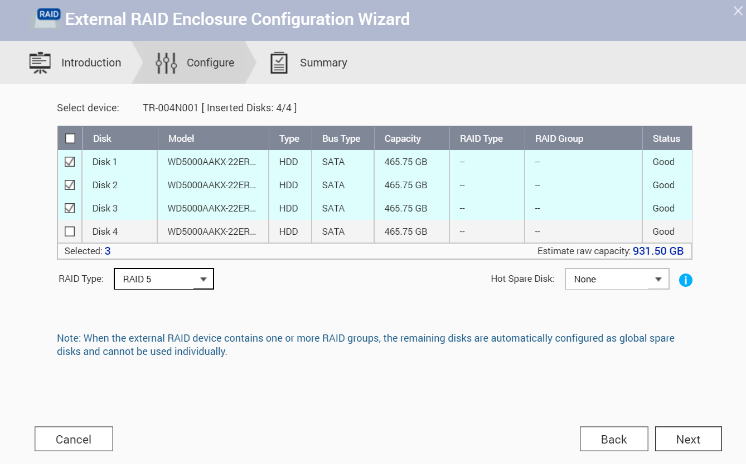 RAID External RAID Enclosure Configuration Wizard
Introduction Configure Summary
Select device: TR-004N001 [ Inserted Disks: 4/4 ]
Disk Model Type Bus Type Capacity RAID Type RAID Group Status
Disk 1 WD5000AAKX-22ER... HDD SATA 465.75 GB -- -- Good
Disk 2 WD5000AAKX-22ER... HDD SATA 465.75 GB -- -- Good
Disk 3 WD5000AAKX-22ER... HDD SATA 465.75 GB -- -- Good
Disk 4 WD5000AAKX-22ER... HDD SATA 465.75 GB -- -- Good
Selected: 3 Estimate raw capacity: 931.50 GB
RAID Type: RAID 5 Hot Spare Disk: None
Note: When the external RAID device contains one or more RAID groups, the remaining disks are automatically configured as global spare
disks and cannot be used individually.
Cancel Back Next